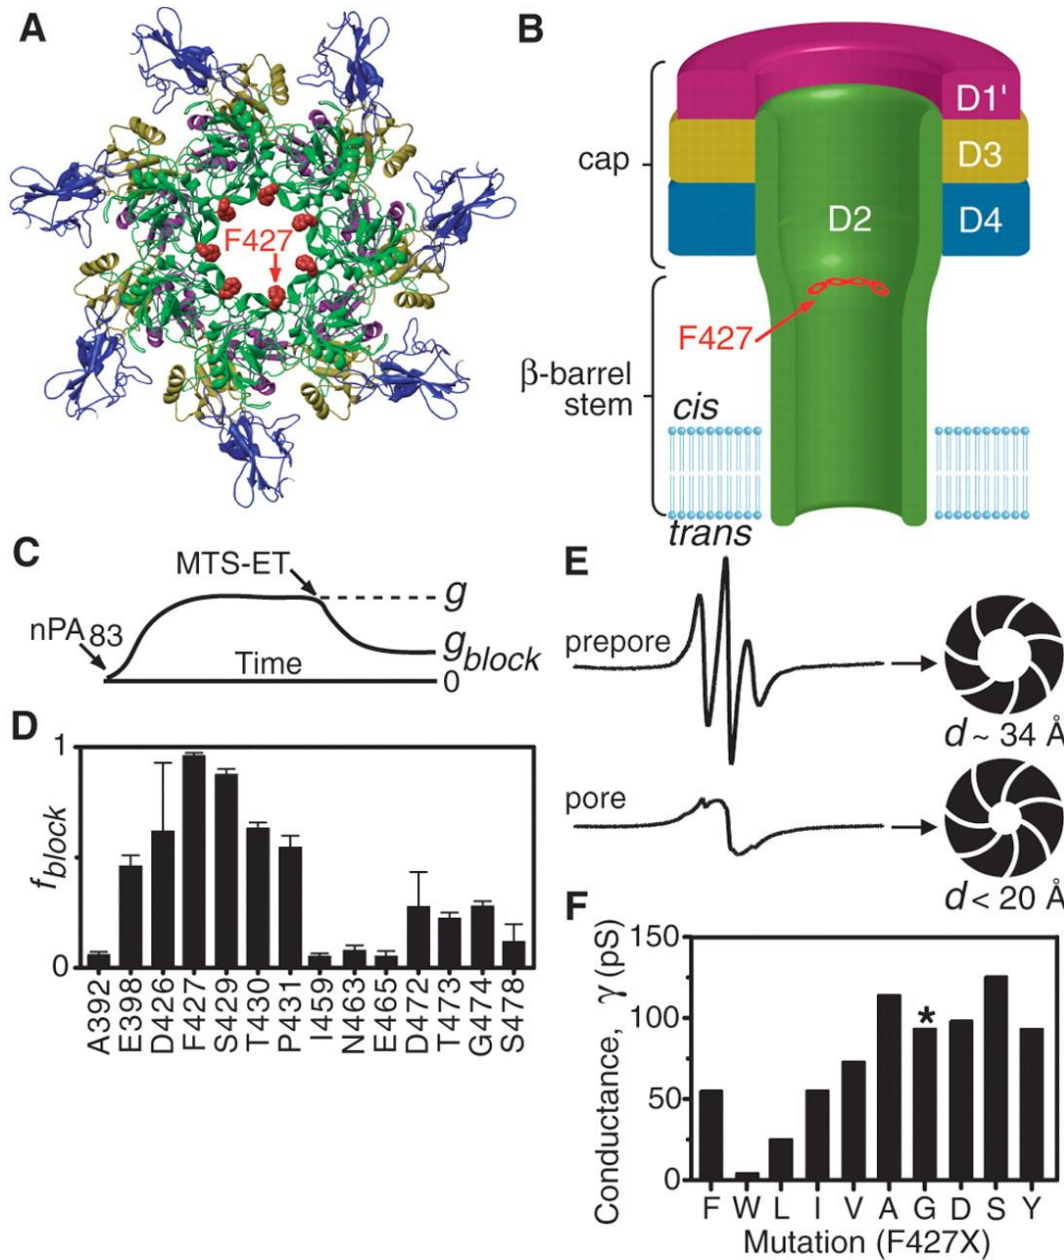 A
F427
B
D1'
D3
D4
D2
cap
F427
β-barrel
stem
cis
trans
C
MTS-ET
nPA83
Time
g
gblock
0
D
1
fblock
0
A392
E398
D426
F427
S429
T430
P431
I459
N463
E465
D472
T473
G474
S478
E
prepore
d ~ 34 Å
pore
d < 20 Å
F
150
100
50
0
Conductance, γ (pS)
*
F W L I V A G D S Y
Mutation (F427X)